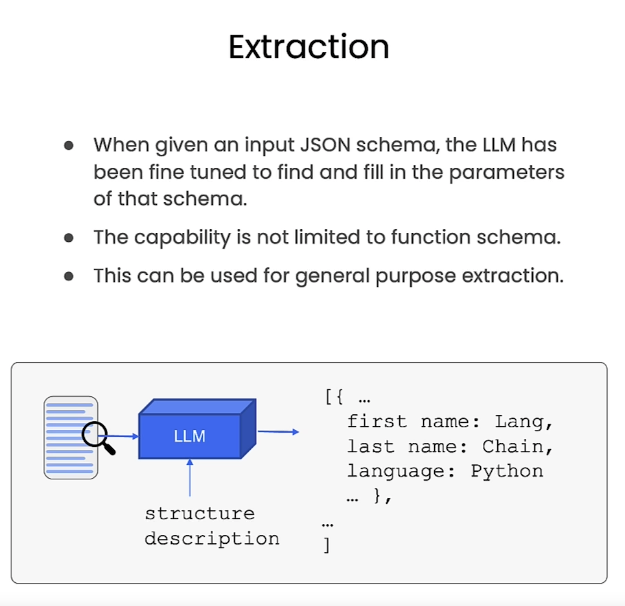 Extraction
● When given an input JSON schema, the LLM has
been fine tuned to find and fill in the parameters
of that schema.
● The capability is not limited to function schema.
● This can be used for general purpose extraction.
LLM
structure
description
[{ …
first name: Lang,
last name: Chain,
language: Python
… },
…
]